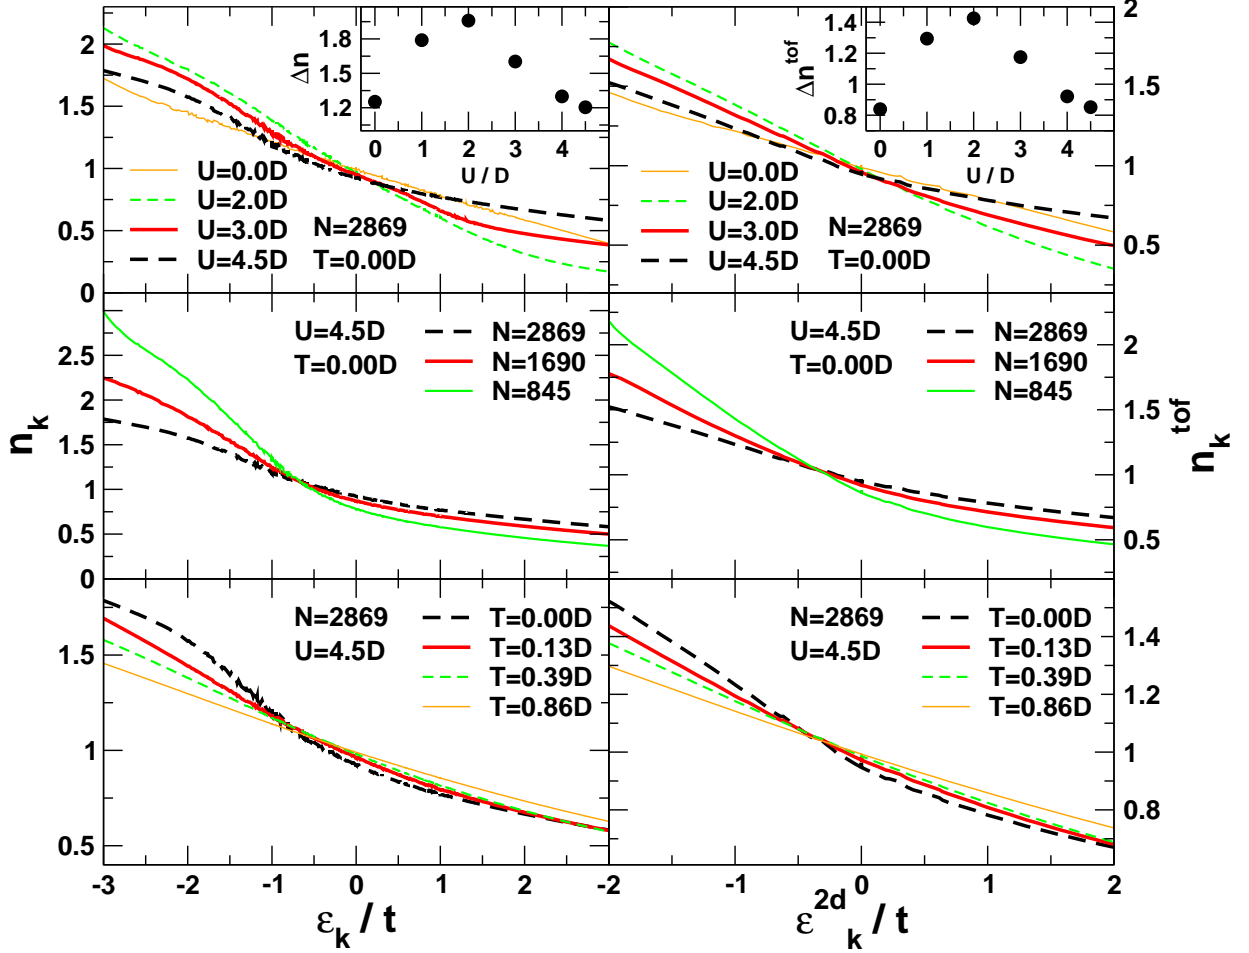 2
1.5
1
0.5
0
n_k
U=0.0D
U=2.0D
U=3.0D
U=4.5D
N=2869
T=0.00D
Δn
1.8
1.5
1.2
0 1 2 3 4
U / D
Δn^tof
1.4
1.2
1
0.8
0 1 2 3 4
U / D
U=0.0D
U=2.0D
U=3.0D
U=4.5D
N=2869
T=0.00D
2
1.5
1
0.5
n_k^tof
2.5
2
1.5
1
0.5
0
U=4.5D
T=0.00D
N=2869
N=1690
N=845
U=4.5D
T=0.00D
N=2869
N=1690
N=845
2
1.5
1
0.5
1.5
1
0.5
N=2869
U=4.5D
T=0.00D
T=0.13D
T=0.39D
T=0.86D
N=2869
U=4.5D
T=0.00D
T=0.13D
T=0.39D
T=0.86D
1.4
1.2
1
0.8
-3 -2 -1 0 1 2
-2 -1 0 1 2
ε_k / t
ε^2d_k / t